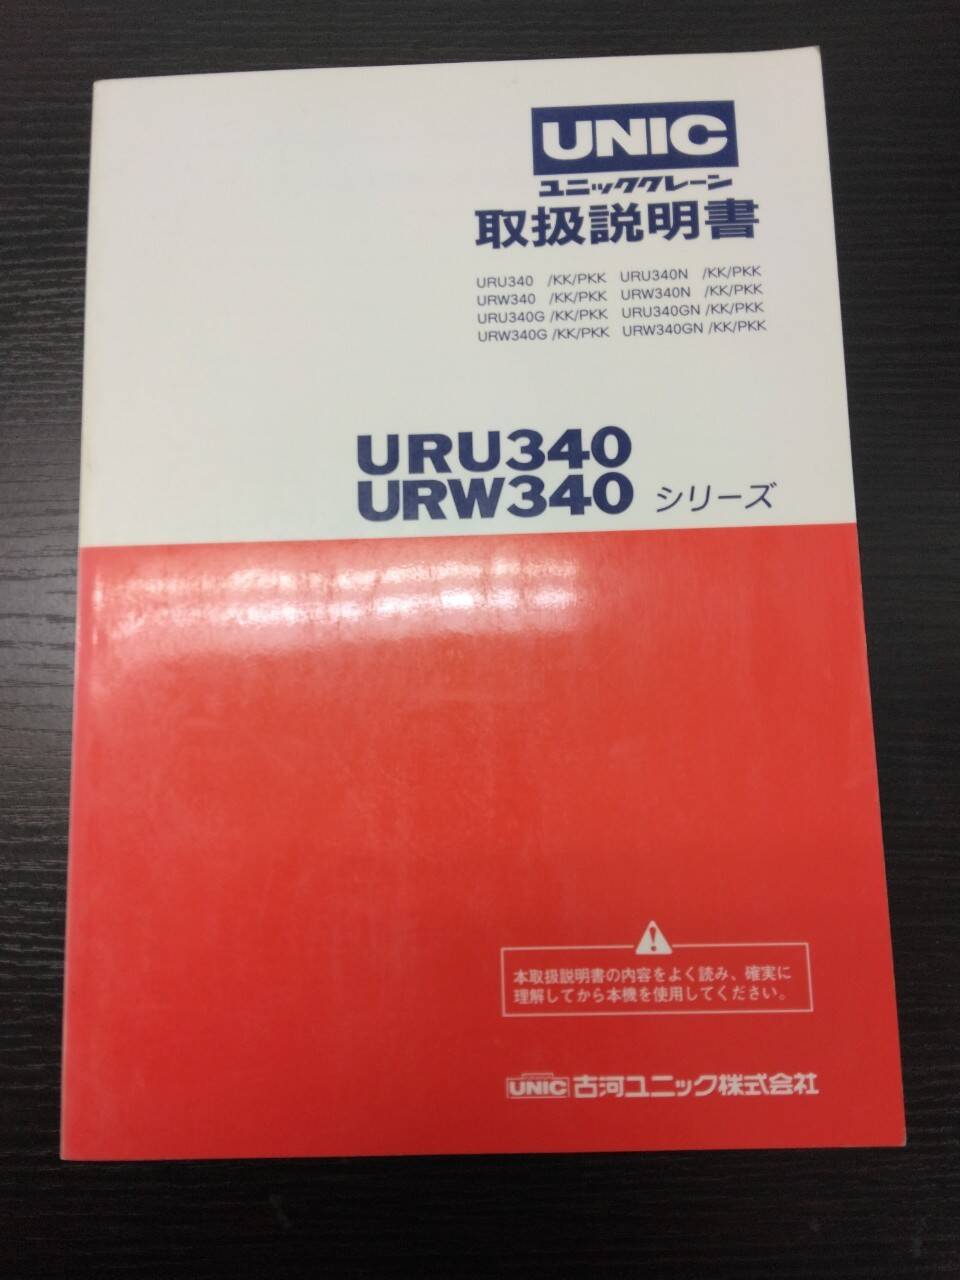 UNIC
ユニッククレーン
取扱説明書
URU340 /KK/PKK URU340N /KK/PKK
URW340 /KK/PKK URW340N /KK/PKK
URU340G /KK/PKK URU340GN /KK/PKK
URW340G /KK/PKK URW340GN /KK/PKK
URU340
URW340 シリーズ
本取扱説明書の内容をよく読み、確実に
理解してから本機を使用してください。
UNIC 古河ユニック株式会社